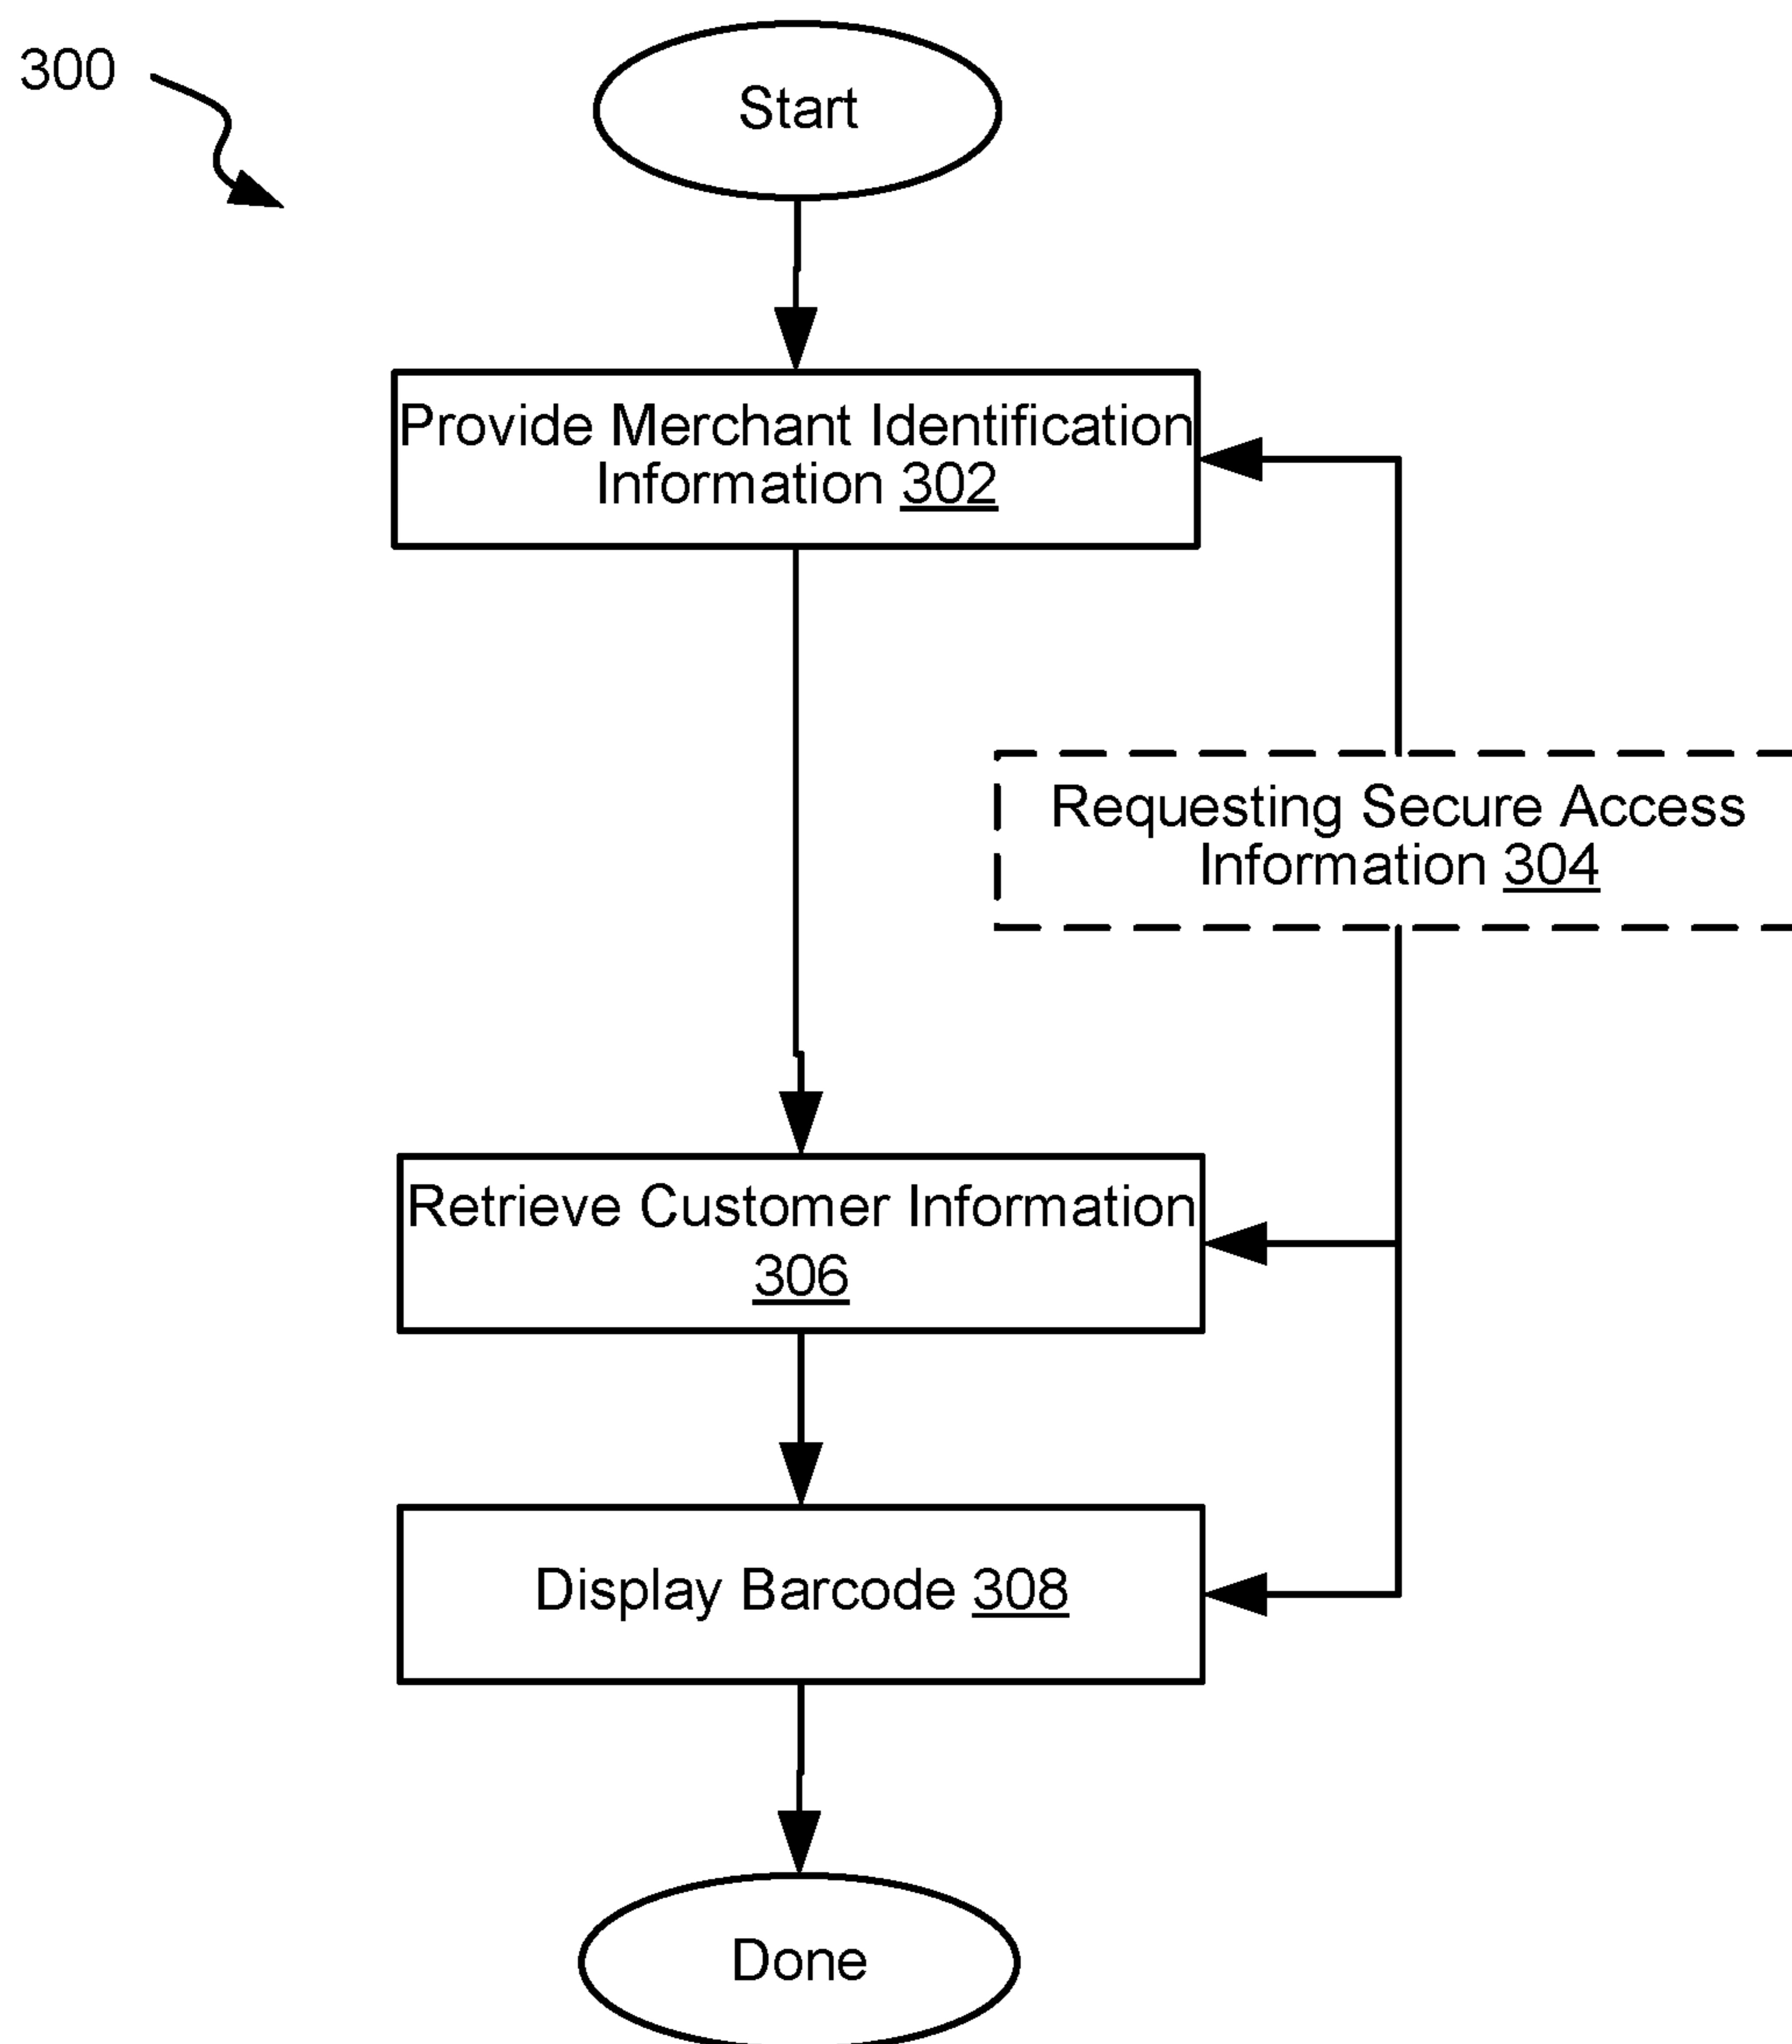 300
Start
Provide Merchant Identification
Information 302
Requesting Secure Access
Information 304
Retrieve Customer Information
306
Display Barcode 308
Done